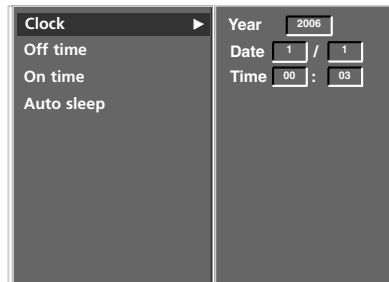 Clock
Off time
On time
Auto sleep
Year 2006
Date 1 / 1
Time 00 : 03